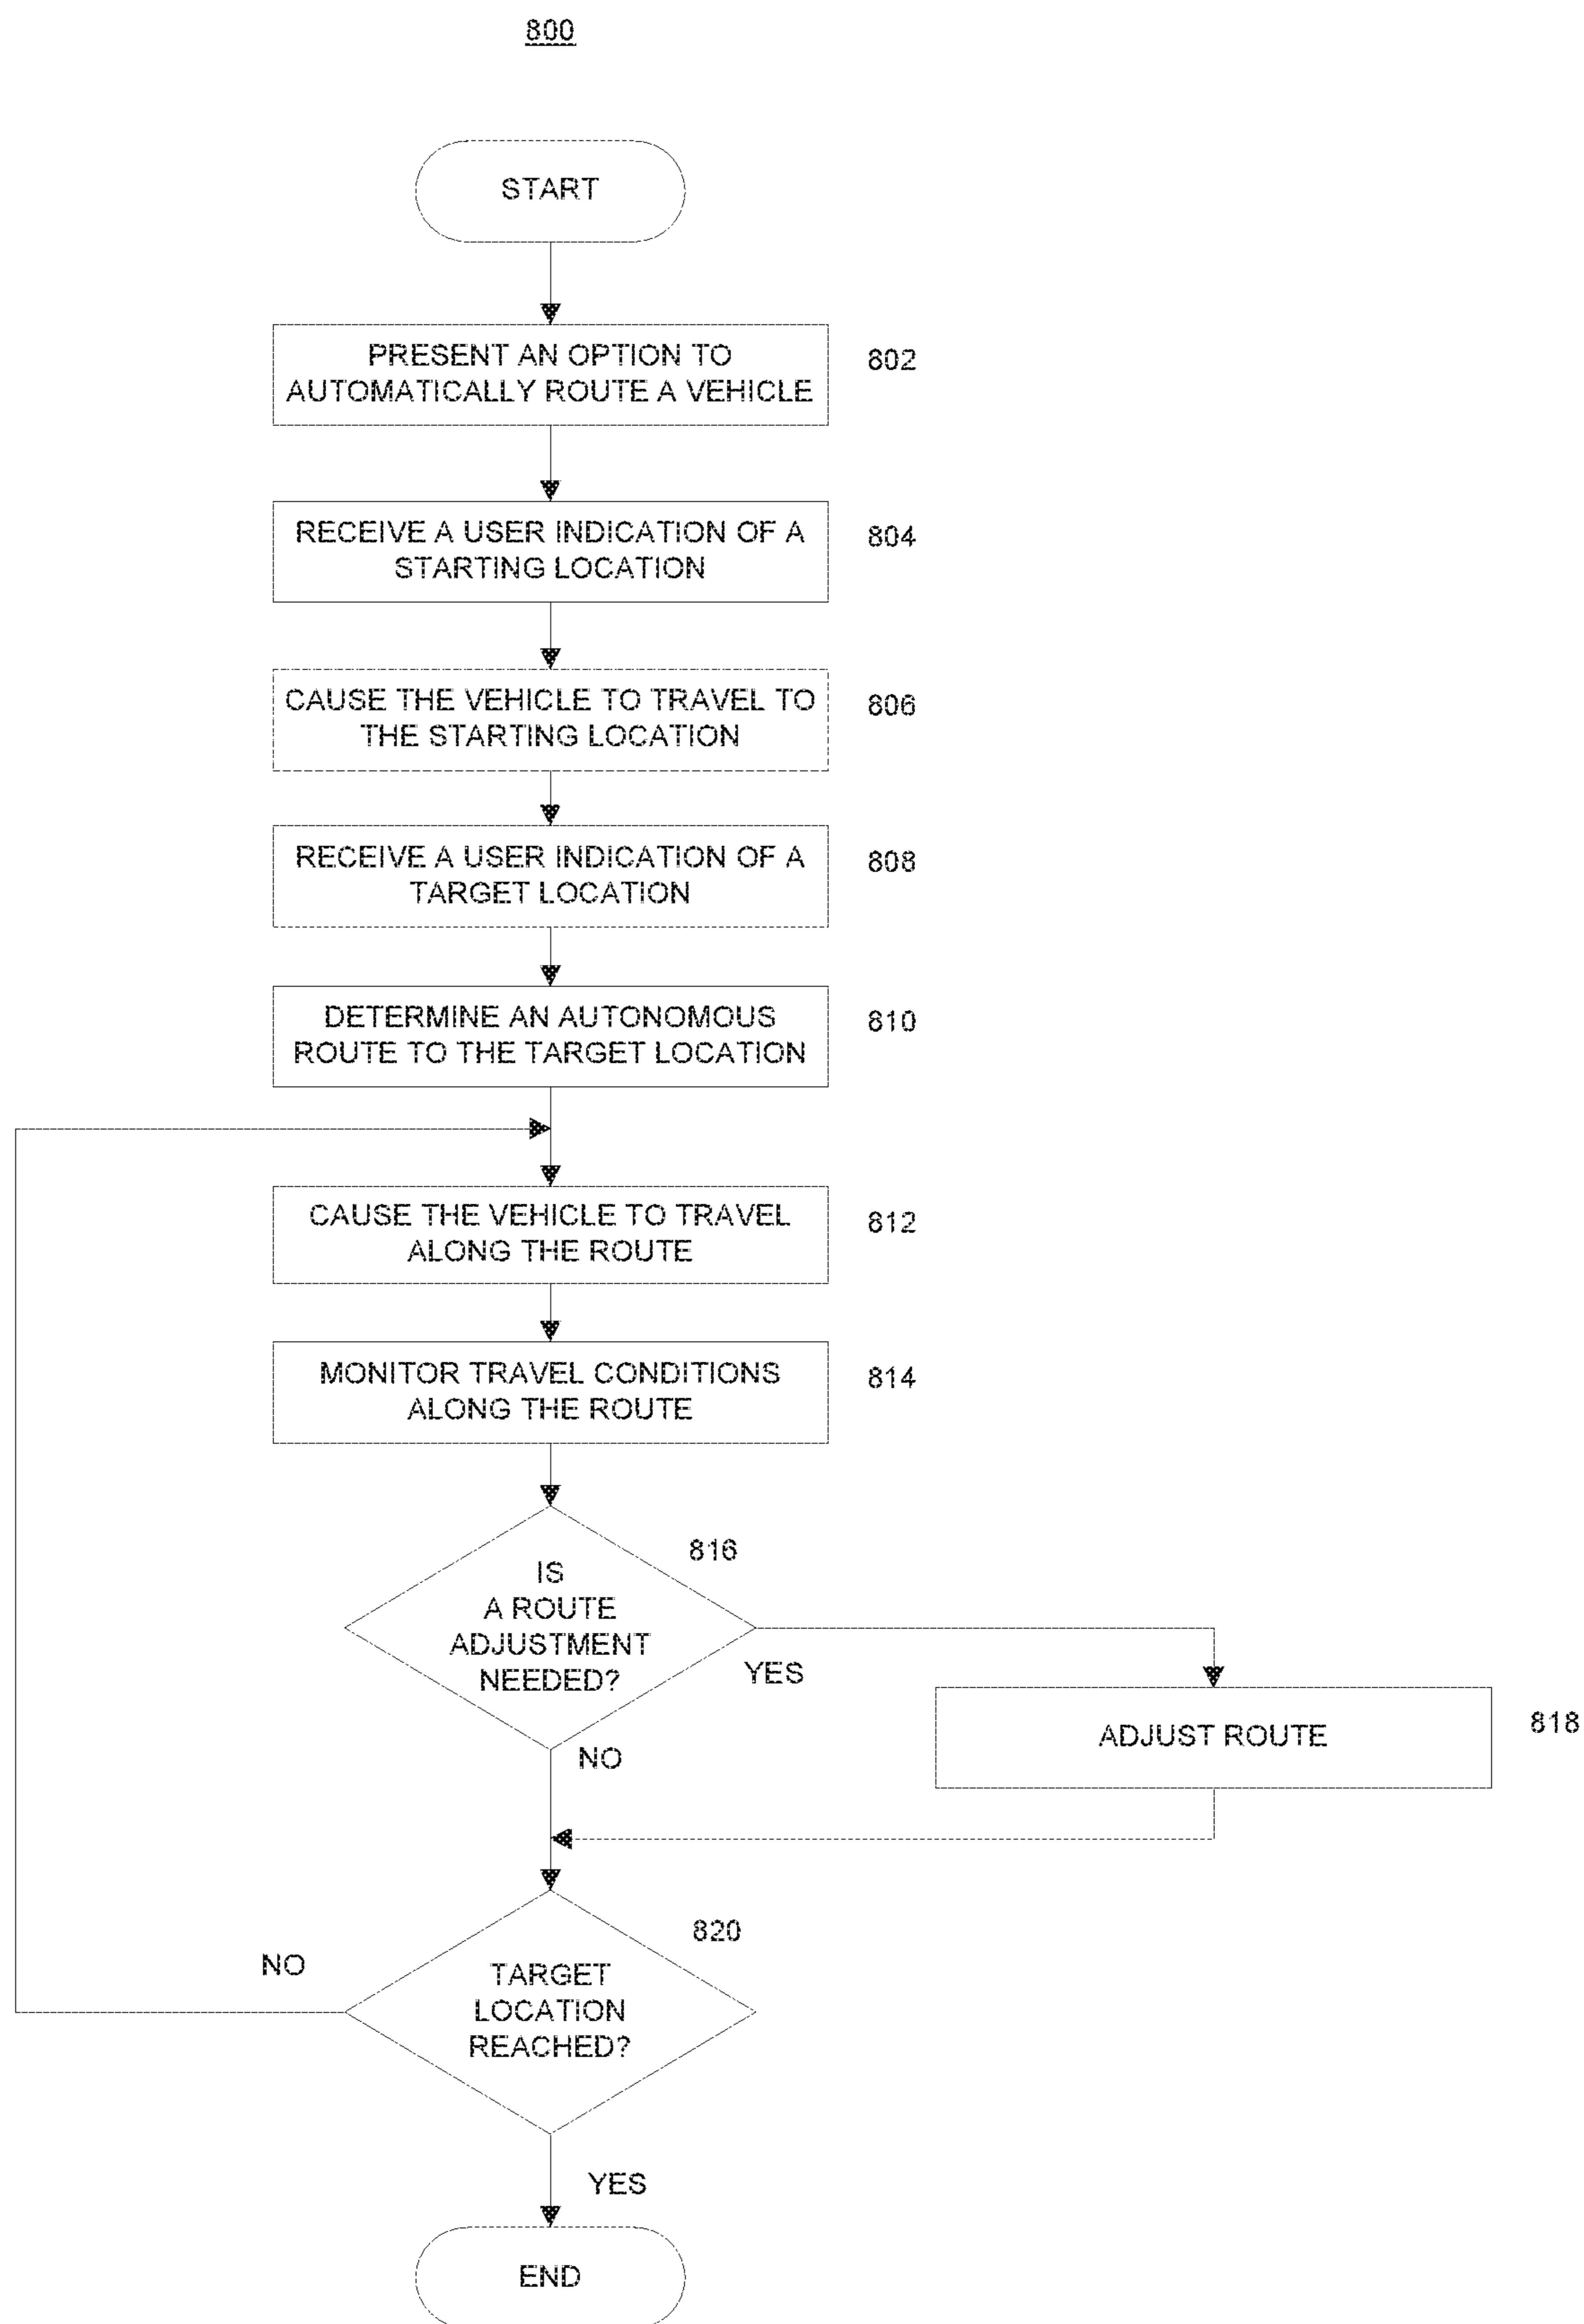 800
START
PRESENT AN OPTION TO
AUTOMATICALLY ROUTE A VEHICLE
802
RECEIVE A USER INDICATION OF A
STARTING LOCATION
804
CAUSE THE VEHICLE TO TRAVEL TO
THE STARTING LOCATION
806
RECEIVE A USER INDICATION OF A
TARGET LOCATION
808
DETERMINE AN AUTONOMOUS
ROUTE TO THE TARGET LOCATION
810
CAUSE THE VEHICLE TO TRAVEL
ALONG THE ROUTE
812
MONITOR TRAVEL CONDITIONS
ALONG THE ROUTE
814
IS
A ROUTE
ADJUSTMENT
NEEDED?
816
YES
NO
ADJUST ROUTE
818
TARGET
LOCATION
REACHED?
820
NO
YES
END